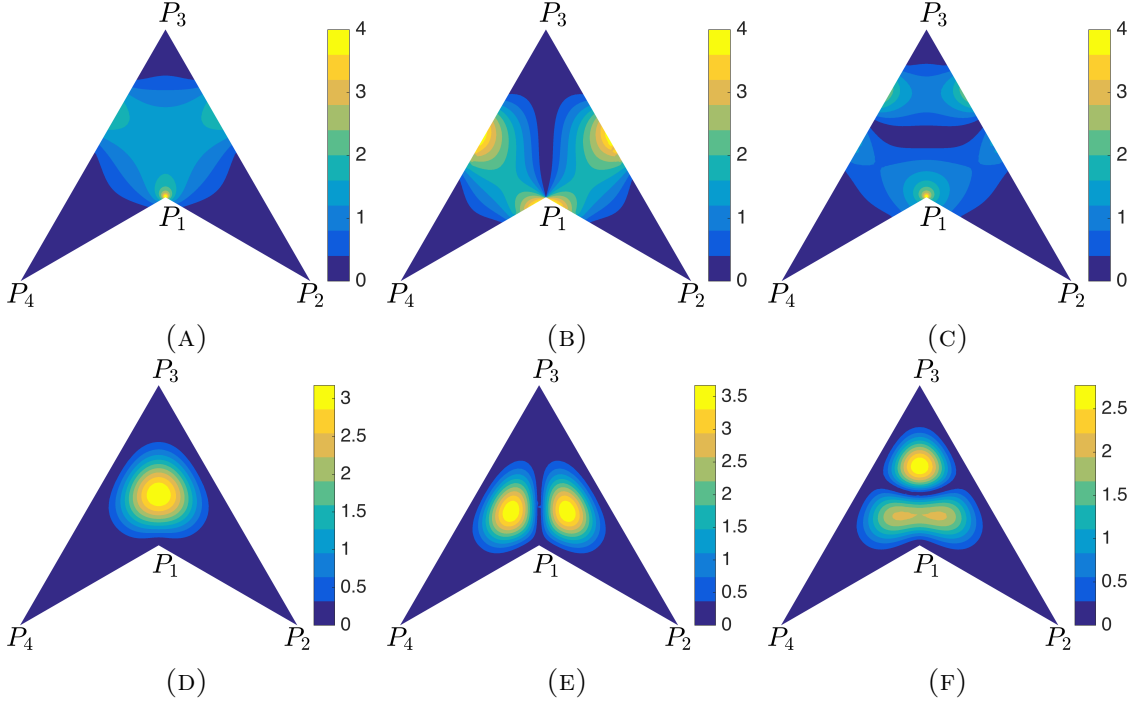 P₃ P₃ P₃
4 4 4
3 3 3
2 2 2
1 1 1
P₁ P₁ P₁
0 0 0
P₄ P₂ P₄ P₂ P₄ P₂
(A) (B) (C)
P₃ P₃ P₃
3 3.5 2.5
2.5 3 2
2 2.5 1.5
1.5 2 1
1 1.5 0.5
0.5 1 0
0 0.5
0
P₁ P₁ P₁
P₄ P₂ P₄ P₂ P₄ P₂
(D) (E) (F)